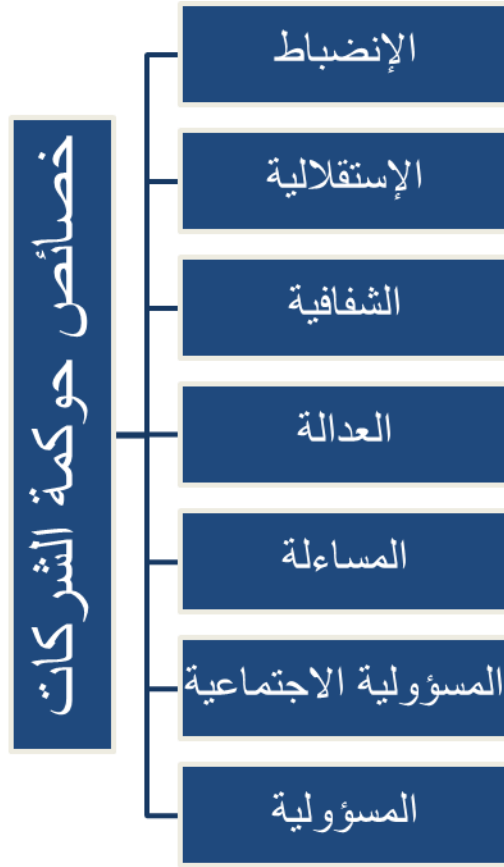 خصائص حوكمة الشركات
الإنضباط
الإستقلالية
الشفافية
العدالة
المساءلة
المسؤولية الاجتماعية
المسؤولية